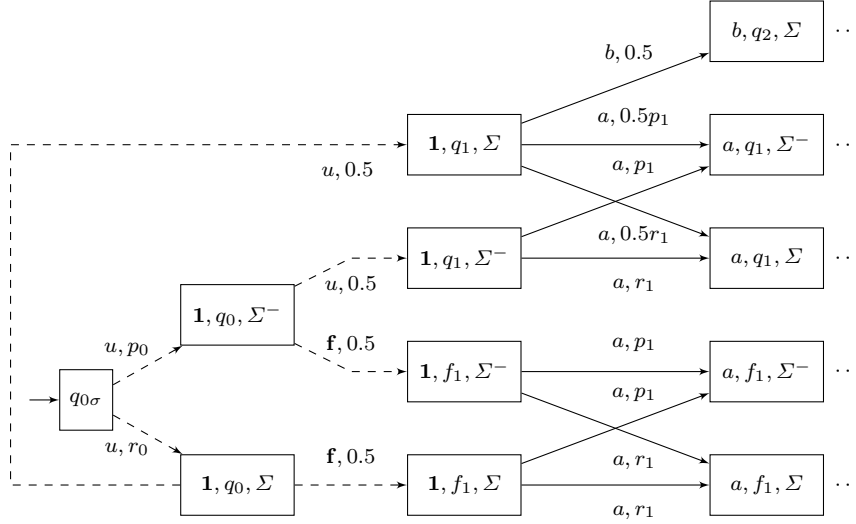 b, q₂, Σ ··
b, 0.5
a, 0.5p₁
1, q₁, Σ
a, q₁, Σ⁻ ··
u, 0.5
a, p₁
a, 0.5r₁
1, q₁, Σ⁻
a, q₁, Σ ··
u, 0.5
a, r₁
1, q₀, Σ⁻
u, p₀
f, 0.5
a, p₁
1, f₁, Σ⁻
a, f₁, Σ⁻ ··
q₀σ
a, p₁
u, r₀
f, 0.5
a, r₁
1, q₀, Σ
1, f₁, Σ
a, f₁, Σ ··
a, r₁